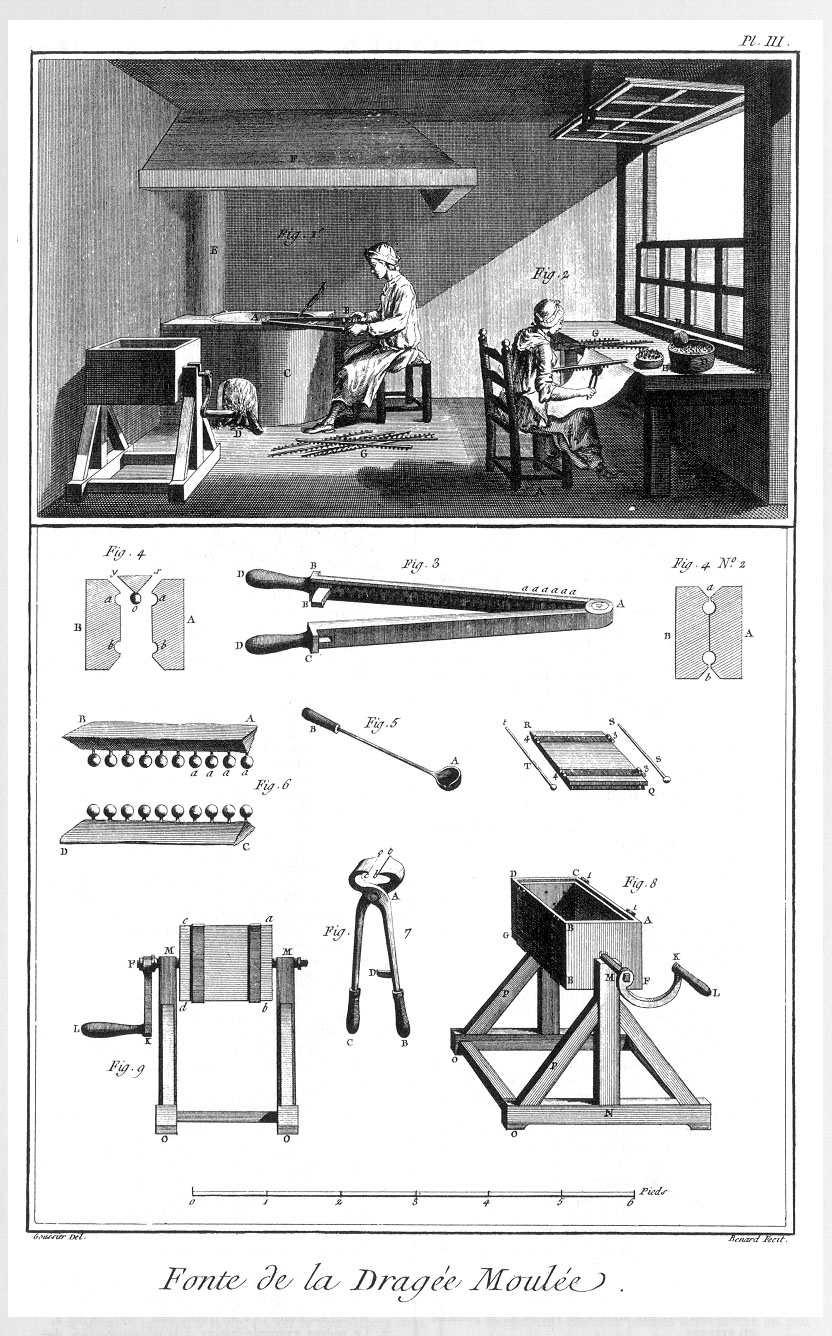 Pl. III.
F
E
Fig. 1re
A
B
C
D
G
Fig. 2
G
B
A
Fig. 4
y x
a o a
B A
b b
Fig. 3
D B
B
a a a a a a
A
D
C
Fig. 4 No. 2
a
B A
b
B A
a a a a
Fig. 6
D C
Fig. 5
B
A
t R S
4 3
T S
4 3
Q
Fig. 7
A
D
C B
D C t
Fig. 8
t A
B
G
B M F K
L
P
P
O
N
O
c a
F M M
d b
L K
Fig. 9
O O
0 1 2 3 4 5 6 Pieds
Goussier Del.
Benard Fecit.
Fonte de la Dragée Moulée.